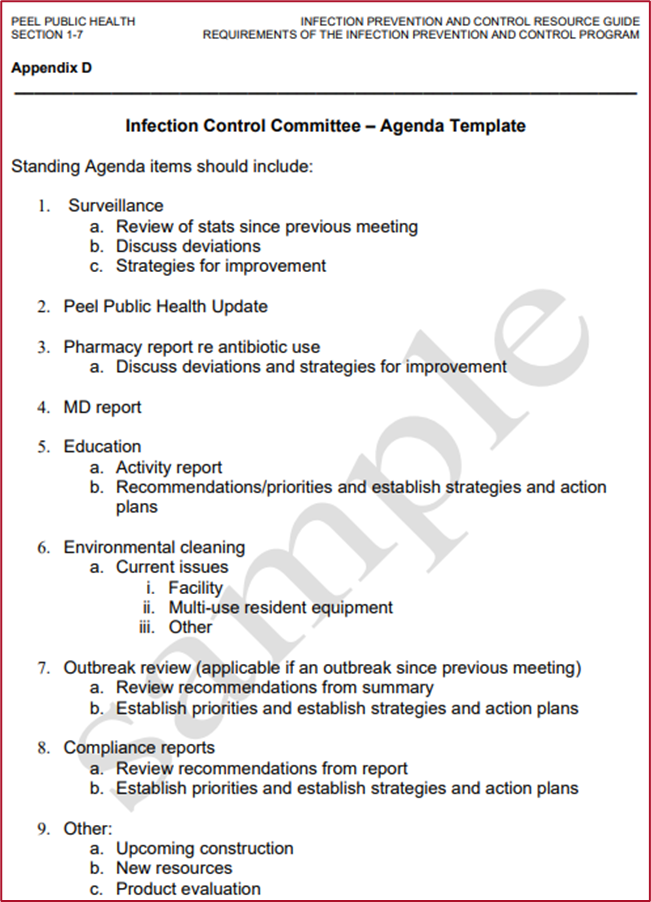 PEEL PUBLIC HEALTH
INFECTION PREVENTION AND CONTROL RESOURCE GUIDE
SECTION 1-7
REQUIREMENTS OF THE INFECTION PREVENTION AND CONTROL PROGRAM
Appendix D
Infection Control Committee – Agenda Template
Standing Agenda items should include:
1. Surveillance
a. Review of stats since previous meeting
b. Discuss deviations
c. Strategies for improvement
2. Peel Public Health Update
3. Pharmacy report re antibiotic use
a. Discuss deviations and strategies for improvement
4. MD report
5. Education
a. Activity report
b. Recommendations/priorities and establish strategies and action
plans
6. Environmental cleaning
a. Current issues
i. Facility
ii. Multi-use resident equipment
iii. Other
7. Outbreak review (applicable if an outbreak since previous meeting)
a. Review recommendations from summary
b. Establish priorities and establish strategies and action plans
8. Compliance reports
a. Review recommendations from report
b. Establish priorities and establish strategies and action plans
9. Other:
a. Upcoming construction
b. New resources
c. Product evaluation
sample